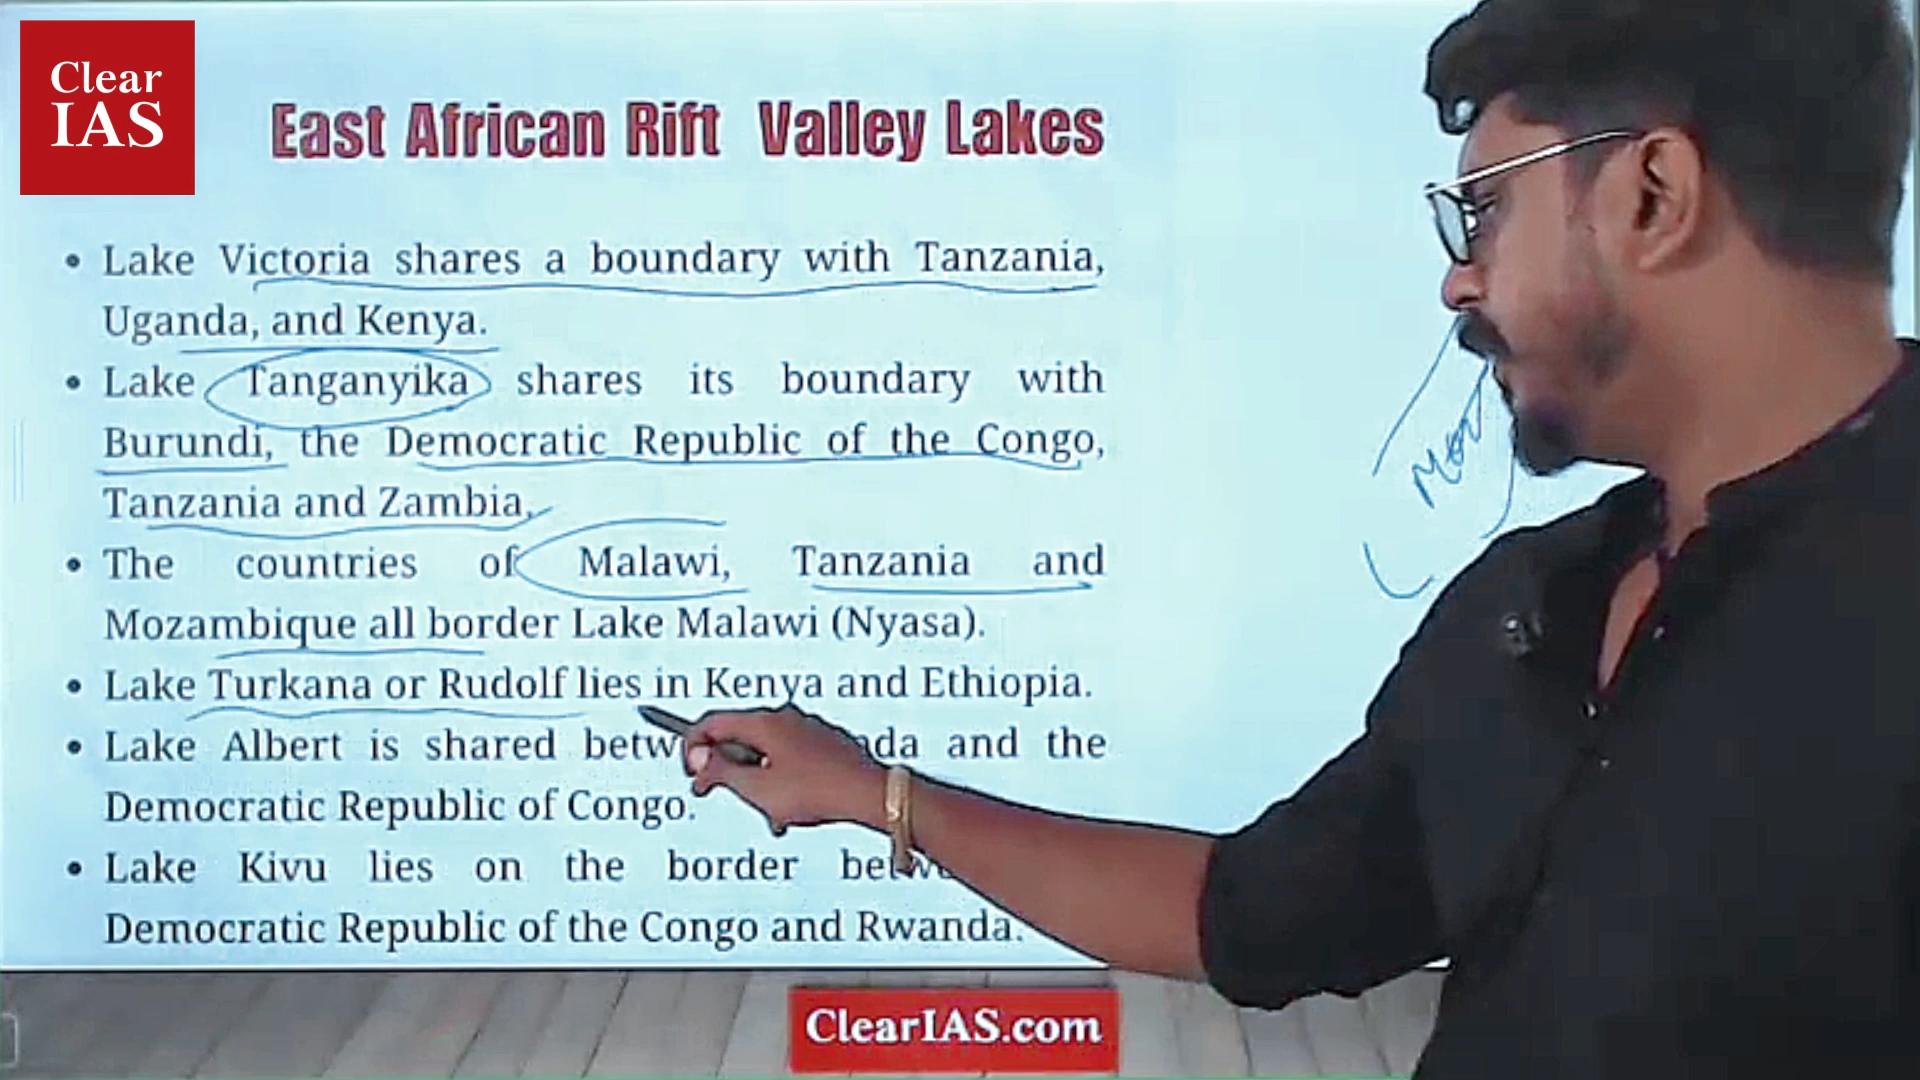 Clear
IAS
East African Rift Valley Lakes
• Lake Victoria shares a boundary with Tanzania,
Uganda, and Kenya.
• Lake Tanganyika shares its boundary with
Burundi, the Democratic Republic of the Congo,
Tanzania and Zambia.
• The countries of Malawi, Tanzania and
Mozambique all border Lake Malawi (Nyasa).
• Lake Turkana or Rudolf lies in Kenya and Ethiopia.
• Lake Albert is shared and the
Democratic Republic of Congo.
• Lake Kivu lies on the border
Democratic Republic of the Congo and Rwanda.
ClearIAS.com